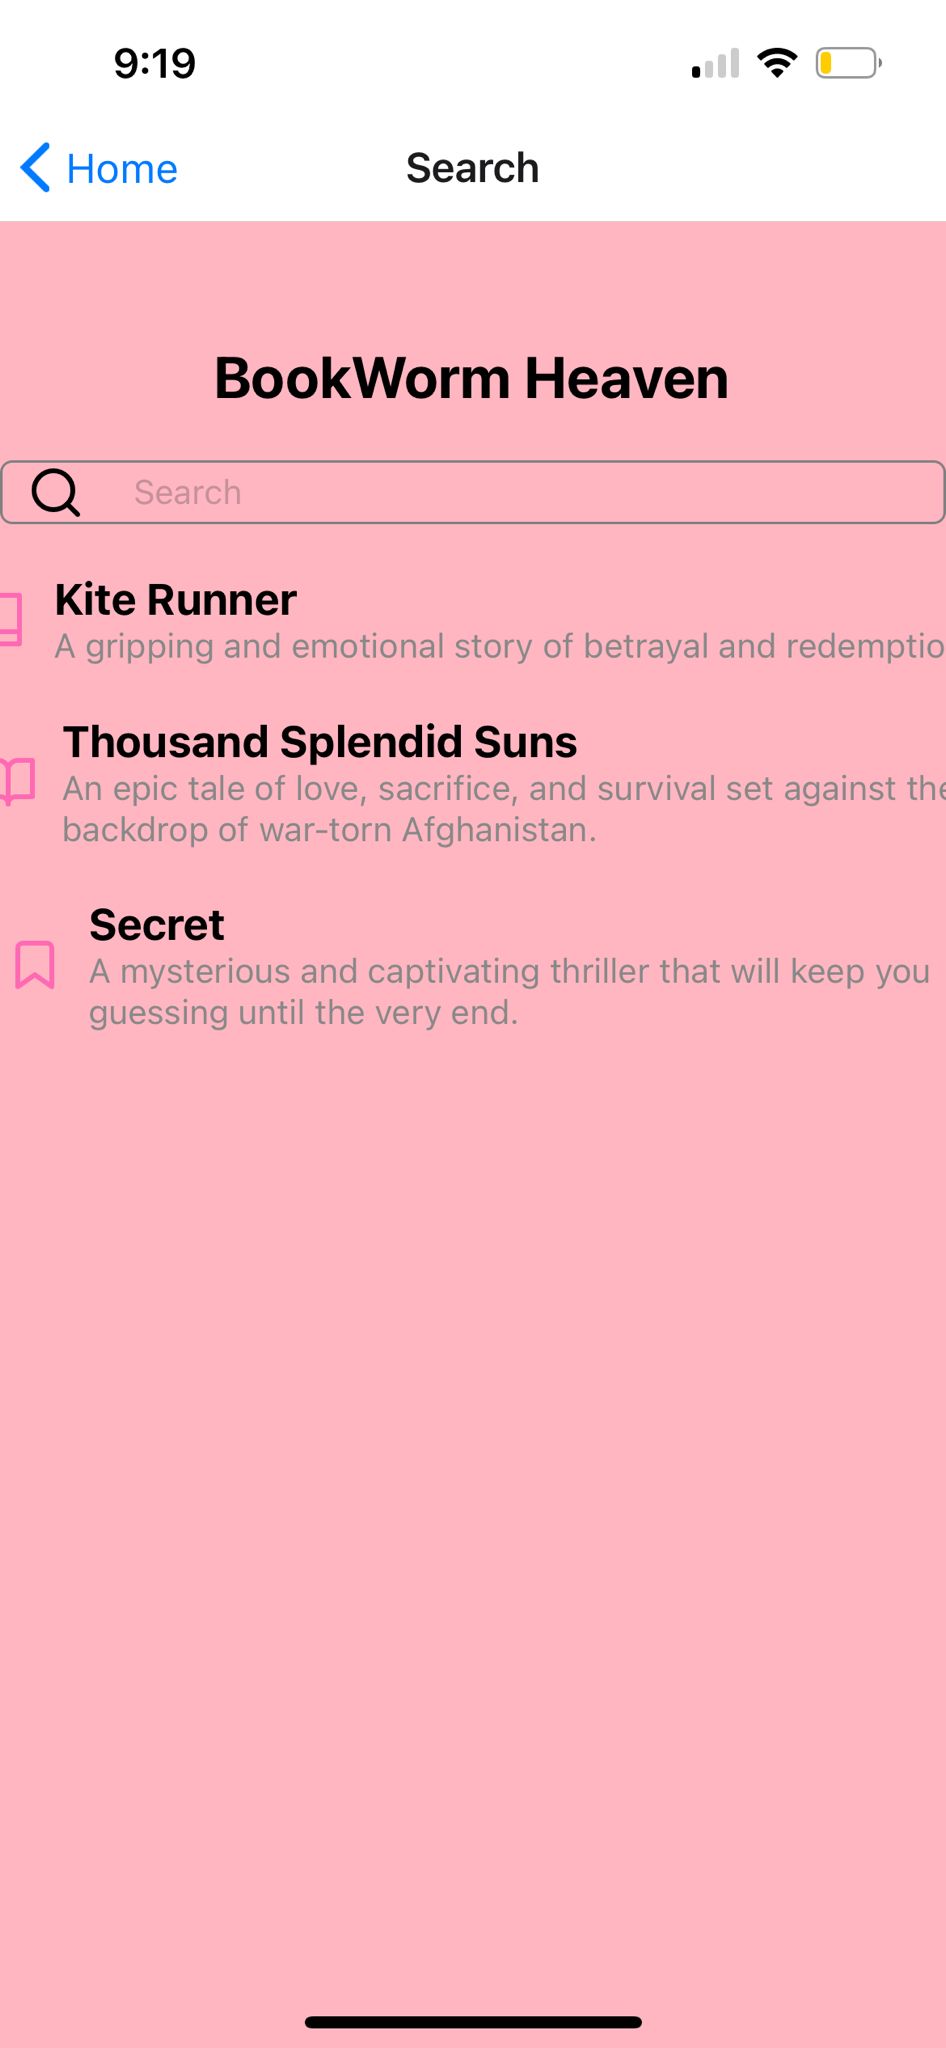 9:19
Home
Search
BookWorm Heaven
Search
Kite Runner
A gripping and emotional story of betrayal and redemptio
Thousand Splendid Suns
An epic tale of love, sacrifice, and survival set against the
backdrop of war-torn Afghanistan.
Secret
A mysterious and captivating thriller that will keep you
guessing until the very end.